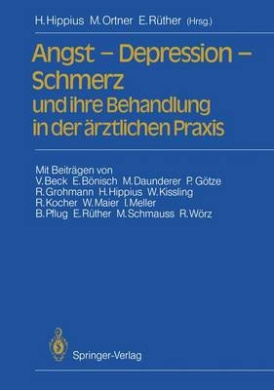 H. Hippius M. Ortner E. Rüther (Hrsg.)
Angst – Depression –
Schmerz
und ihre Behandlung
in der ärztlichen Praxis
Mit Beiträgen von
V. Beck E. Bönisch M. Daunderer P. Götze
R. Grohmann H. Hippius W. Kissling
R. Kocher W. Maier I. Meller
B. Pflug E. Rüther M. Schmauss R. Wörz
Springer-Verlag